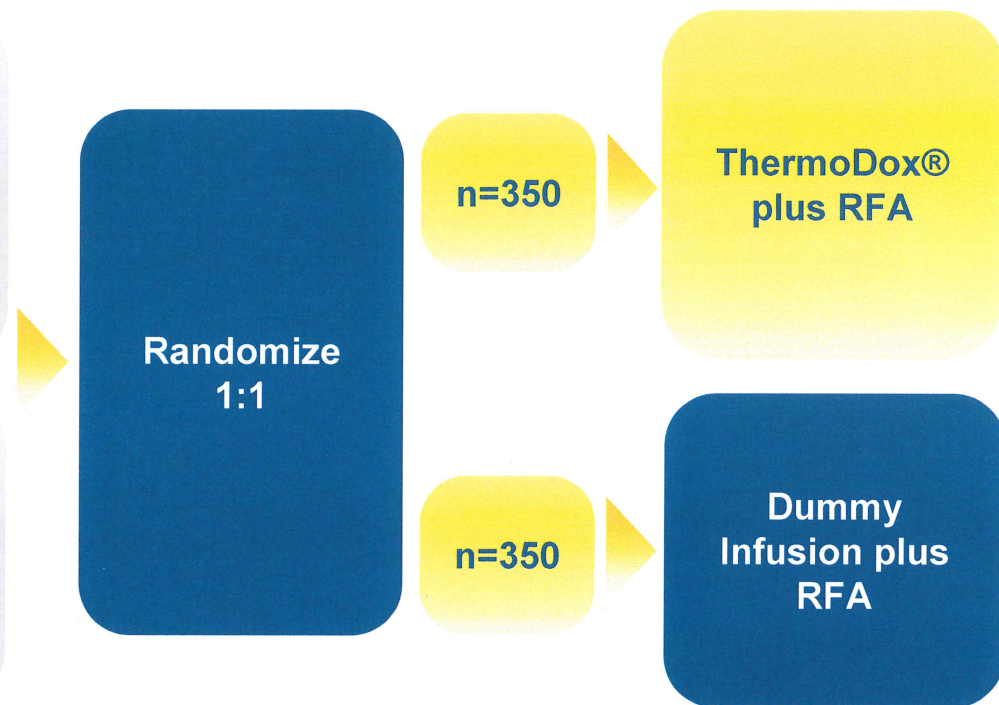 Randomize
1:1
n=350
ThermoDox®
plus RFA
n=350
Dummy
Infusion plus
RFA